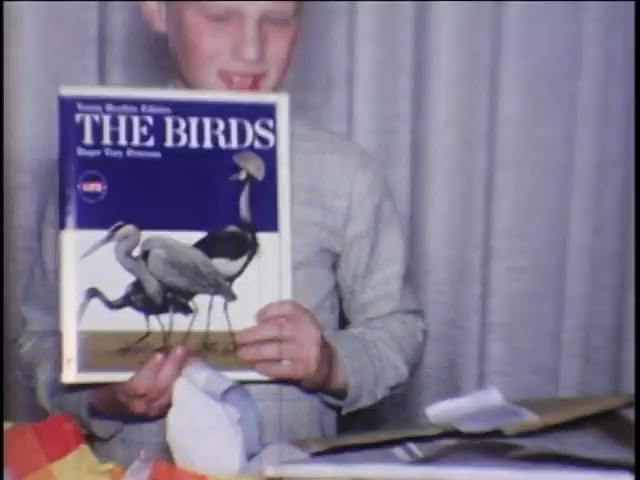 Young Readers Edition
THE BIRDS
Roger Tory Peterson
LIFE